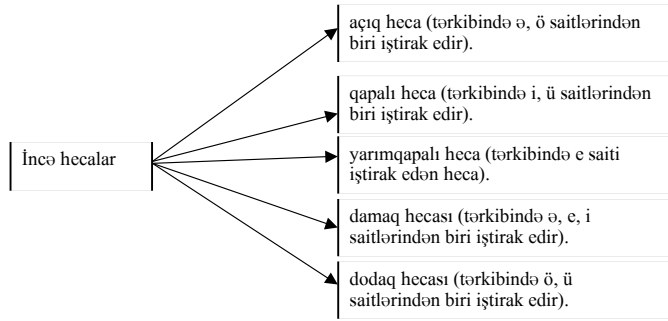 açıq heca (tərkibində ə, ö saitlərindən
biri iştirak edir).
qapalı heca (tərkibində i, ü saitlərindən
biri iştirak edir).
İncə hecalar
yarımqapalı heca (tərkibində e saiti
iştirak edən heca).
damaq hecası (tərkibində ə, e, i
saitlərindən biri iştirak edir).
dodaq hecası (tərkibində ö, ü
saitlərindən biri iştirak edir).